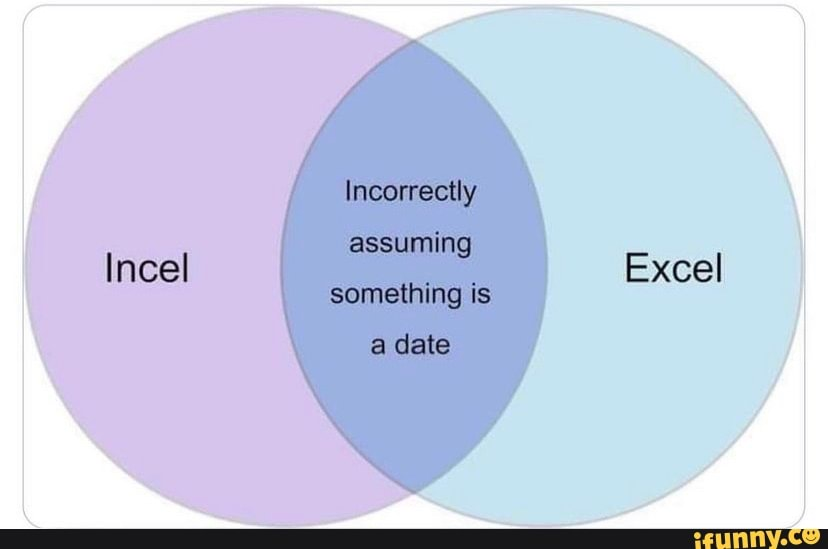 Incorrectly
assuming
Incel
Excel
something is
a date
ifunny.co